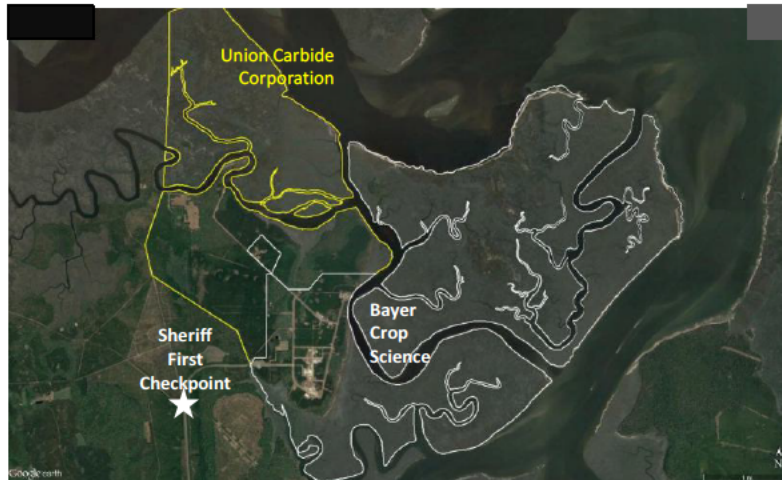 Union Carbide
Corporation
Bayer
Crop
Science
Sheriff
First
Checkpoint
Google earth
N